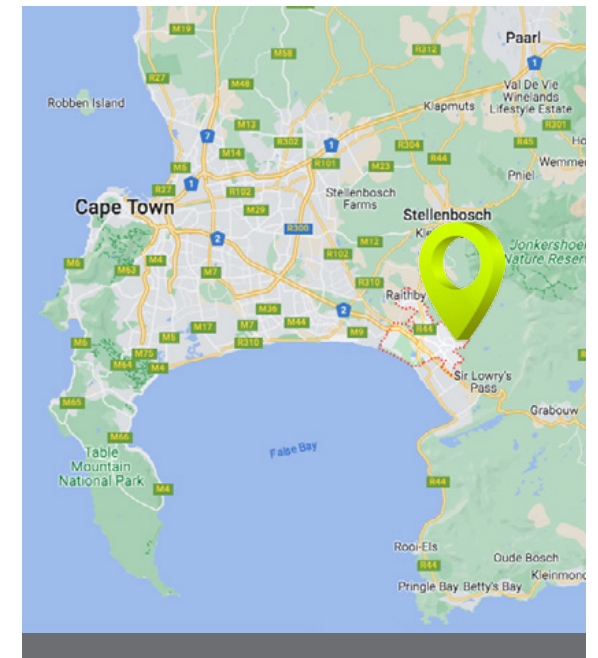 M19
Paarl
M58
R312
1
R27
M48
Val De Vie
Winelands
Lifestyle Estate
Robben Island
Klapmuts
M13
R301
7
R302
1
R304
R45
M14
R101
R44
M5
M23
Wemme
Pniel
R27
1
R102
Stellenbosch
Farms
Cape Town
M29
Stellenbosch
R300
2
M12
Jonkershoe
Nature Reser
R102
M6
M63
M4
M7
R310
Raithby
M36
2
M5
M17
M7
M44
M9
R44
M6
R310
M75
M64
M4
Sir Lowry's
Pass
M65
Grabouw
M66
False Bay
Table
Mountain
National Park
M4
R44
Rooi-Els
Oude Bosch
R44
Kleinmond
Pringle Bay
Betty's Bay